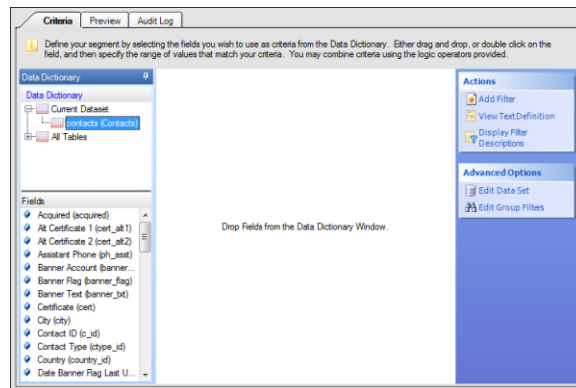 Criteria Preview Audit Log
Define your segment by selecting the fields you wish to use as criteria from the Data Dictionary. Either drag and drop, or double click on the
field, and then specify the range of values that match your criteria. You may combine criteria using the logic operators provided.
Data Dictionary
Data Dictionary
Current Dataset
contacts (Contacts)
All Tables
Fields
Acquired (acquired)
Alt Certificate 1 (cert_alt1)
Alt Certificate 2 (cert_alt2)
Assistant Phone (ph_asst)
Banner Account (banner...
Banner Flag (banner_flag)
Banner Text (banner_txt)
Certificate (cert)
City (city)
Contact ID (c_id)
Contact Type (ctype_id)
Country (country_id)
Date Banner Flag Last U...
Drop Fields from the Data Dictionary Window.
Actions
Add Filter
View Text Definition
Display Filter
Descriptions
Advanced Options
Edit Data Set
Edit Group Filters